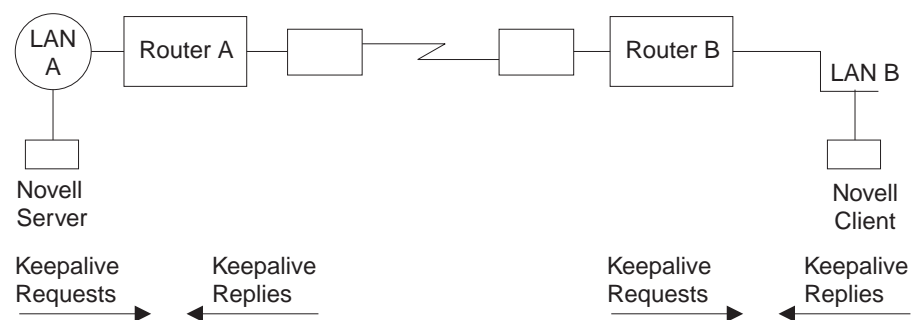 LAN
A
Router A
Router B
LAN B
Novell
Server
Novell
Client
Keepalive
Requests
Keepalive
Replies
Keepalive
Requests
Keepalive
Replies